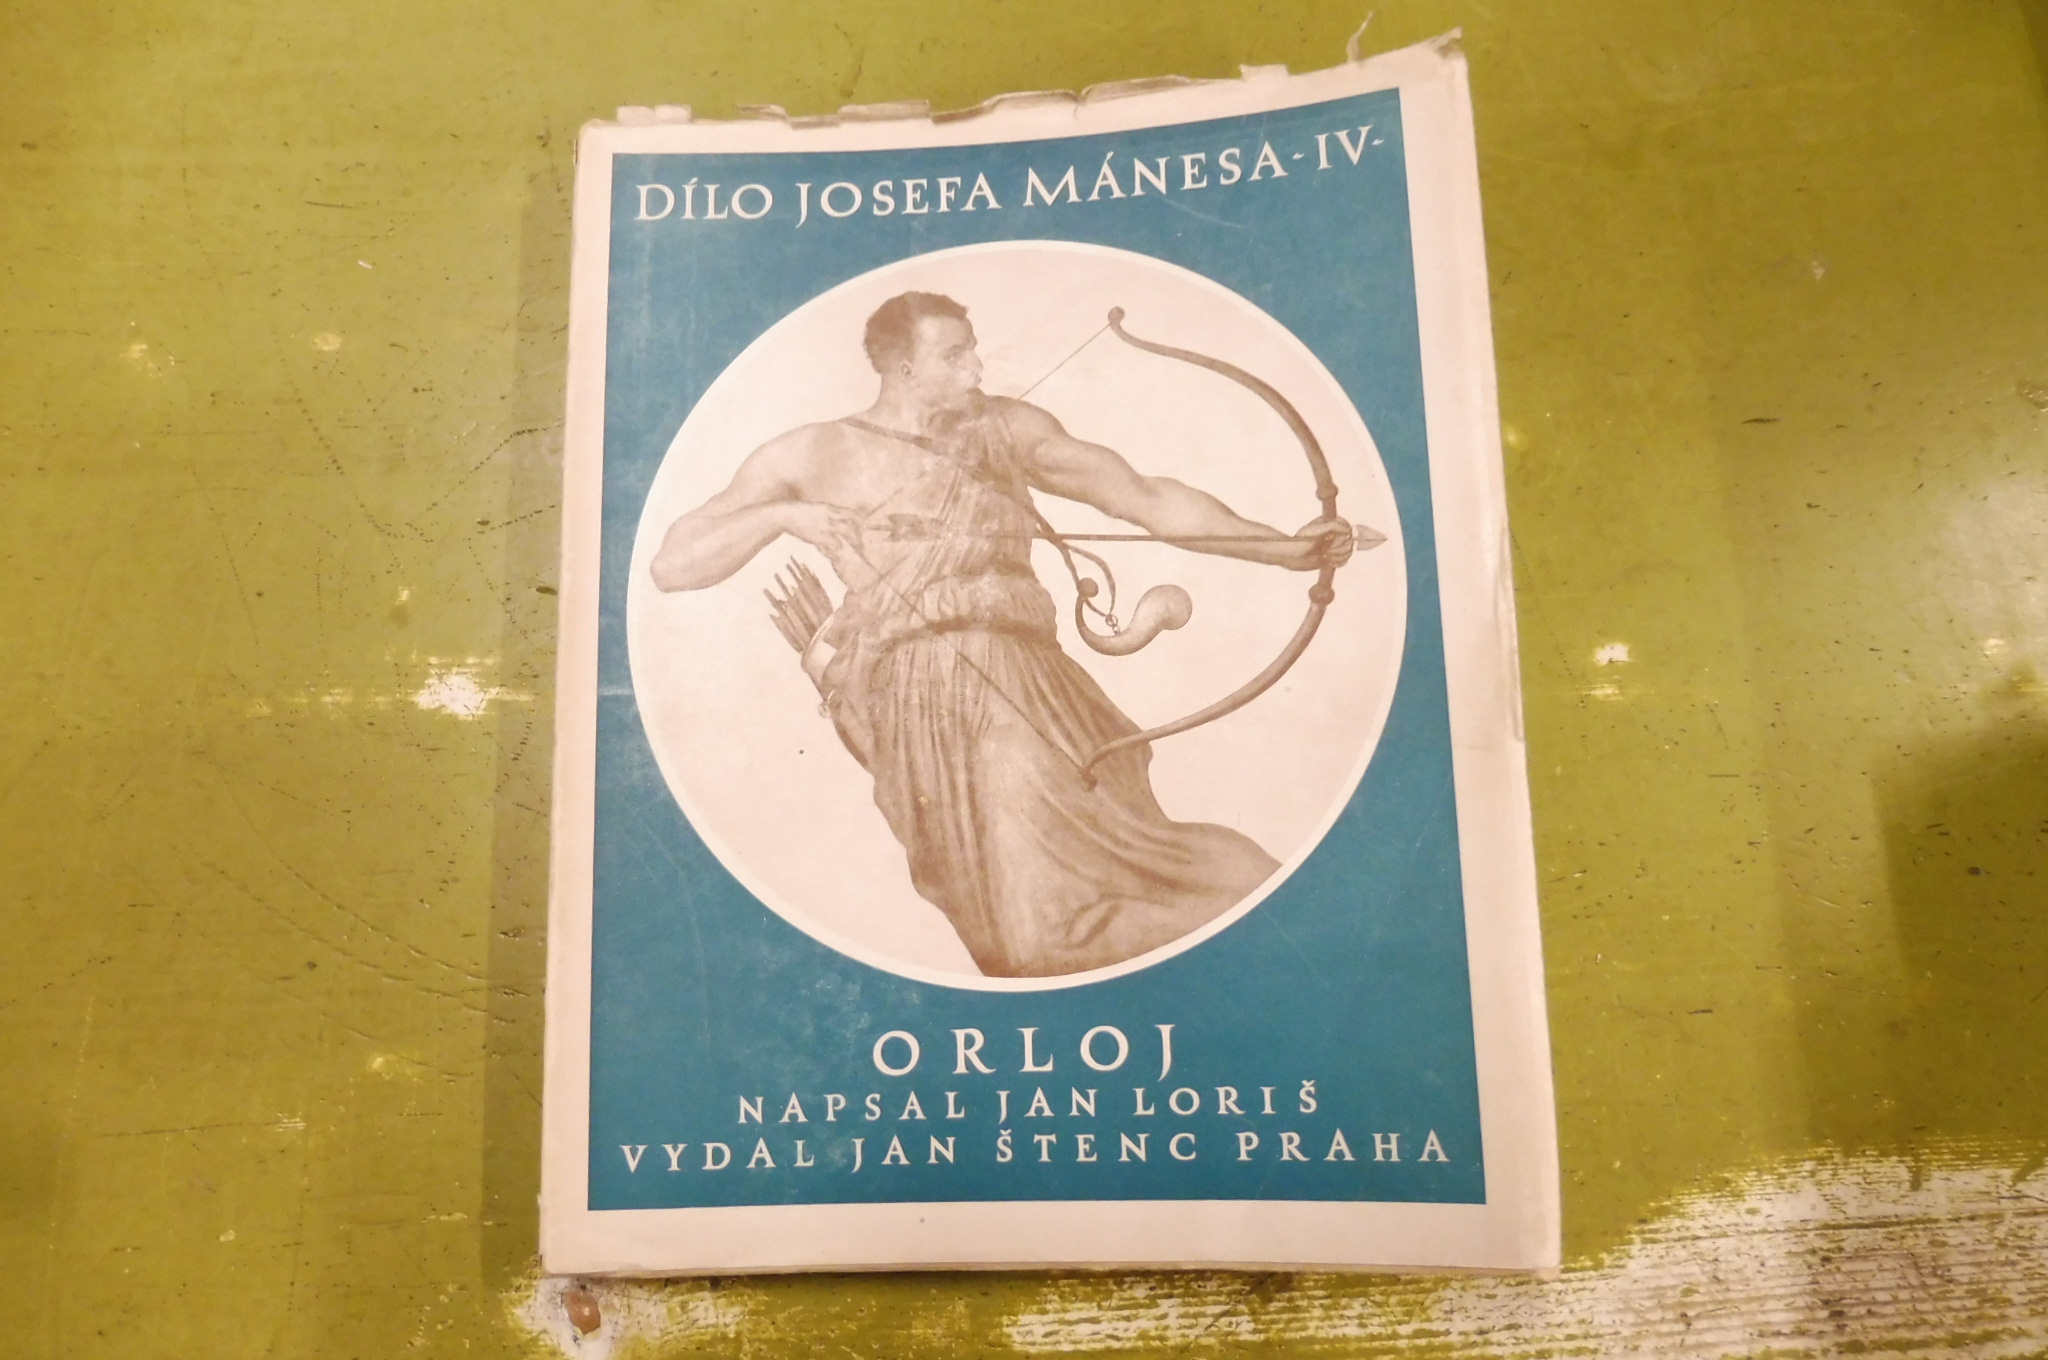 DÍLO JOSEFA MÁNESA-IV-
ORLOJ
NAPSAL JAN LORIŠ
VYDAL JAN ŠTENC PRAHA